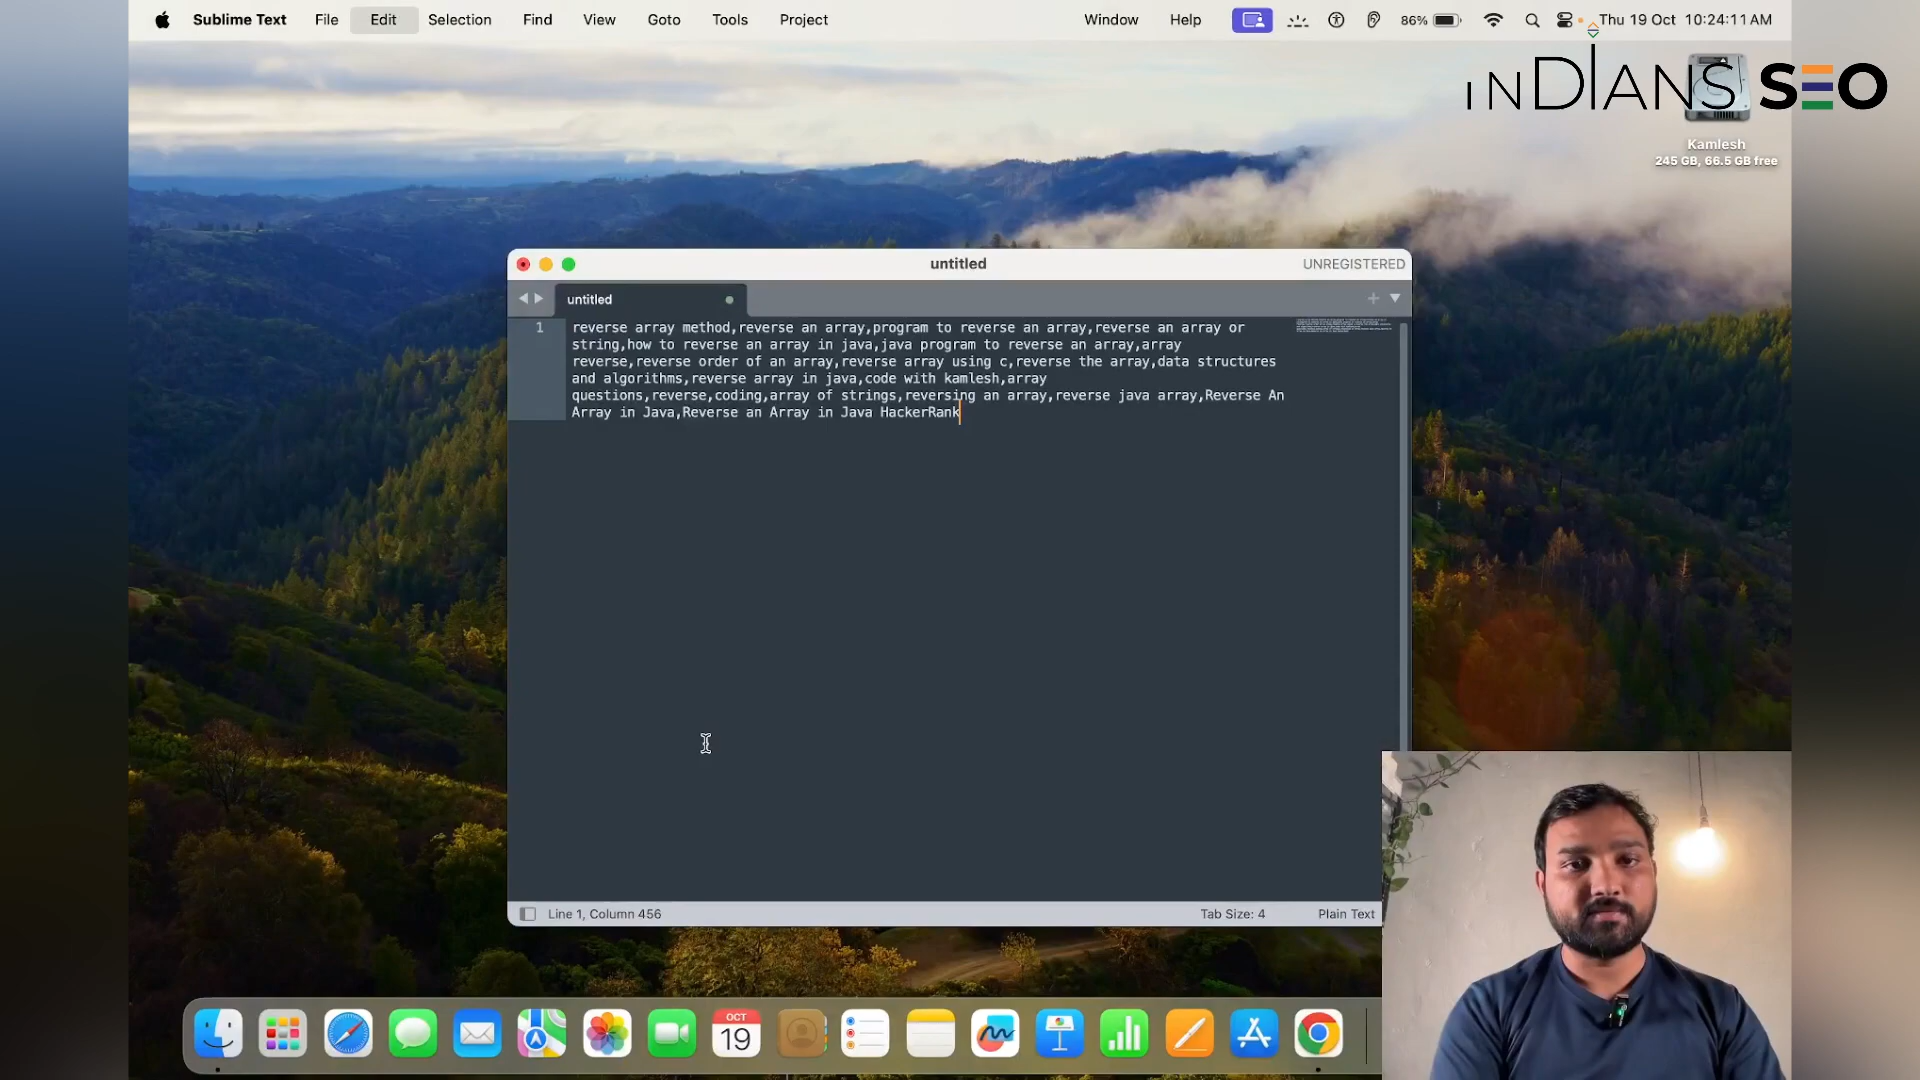 Sublime Text File Edit Selection Find View Goto Tools Project Window Help 86% Thu 19 Oct 10:24:11 AM
iNDIANS SEO
Kamlesh
245 GB, 66.5 GB free
untitled UNREGISTERED
untitled
1 reverse array method,reverse an array,program to reverse an array,reverse an array or
string,how to reverse an array in java,java program to reverse an array,array
reverse,reverse order of an array,reverse array using c,reverse the array,data structures
and algorithms,reverse array in java,code with kamlesh,array
questions,reverse,coding,array of strings,reversing an array,reverse java array,Reverse An
Array in Java,Reverse an Array in Java HackerRank
Line 1, Column 456 Tab Size: 4 Plain Text
OCT
19